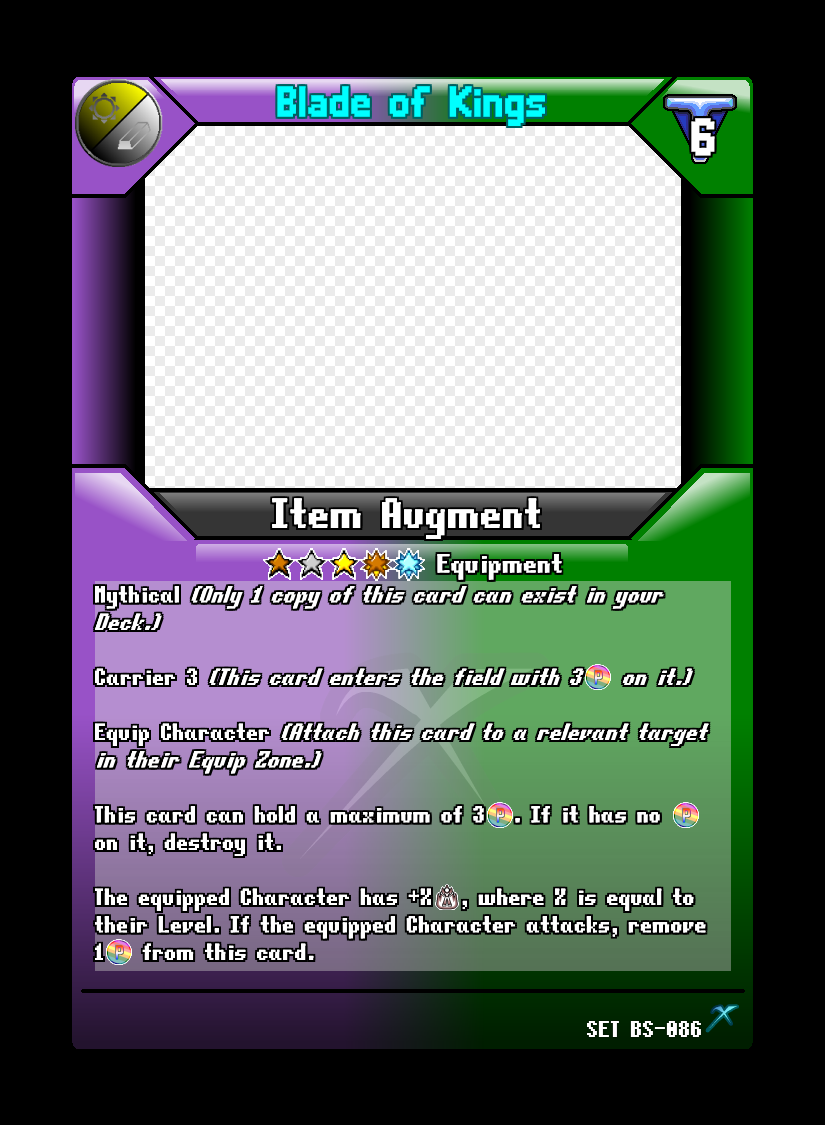 Blade of Kings
6
Item Augment
Equipment
Mythical (Only 1 copy of this card can exist in your
Deck.)
Carrier 3 (This card enters the field with 3P on it.)
Equip Character (Attach this card to a relevant target
in their Equip Zone.)
This card can hold a maximum of 3P. If it has no P
on it, destroy it.
The equipped Character has +X, where X is equal to
their Level. If the equipped Character attacks, remove
1P from this card.
SET BS-086